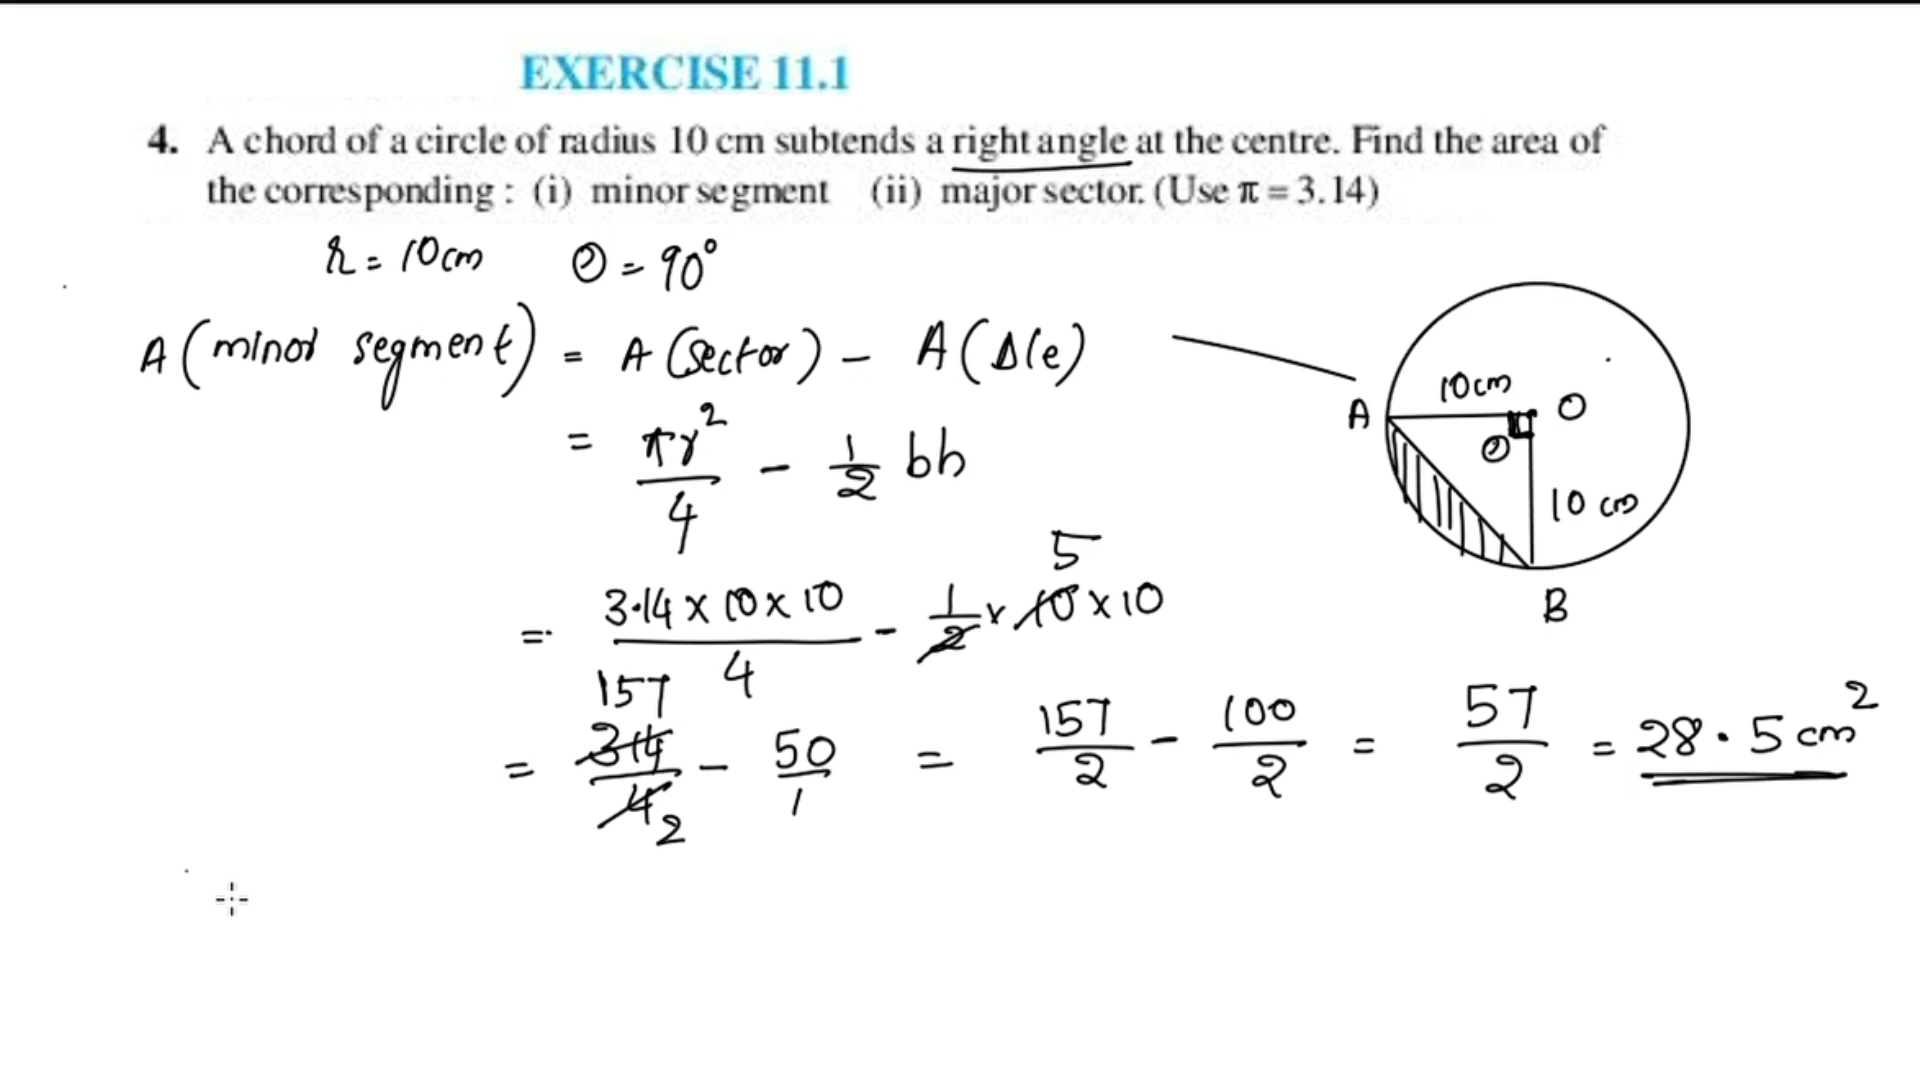 EXERCISE 11.1
4. A chord of a circle of radius 10 cm subtends a right angle at the centre. Find the area of
the corresponding : (i) minor segment (ii) major sector. (Use π = 3.14)
r = 10cm θ = 90°
A (minor segment) = A (sector) − A (Δle)
= πr²/4 − 1/2 bh
= 3.14 × 10 × 10/4 − 1/2 × 10 × 10
5
157
= 314/4 − 50/1 = 157/2 − 100/2 = 57/2 = 28.5 cm²
2
10cm
A
O
θ
10 cm
B